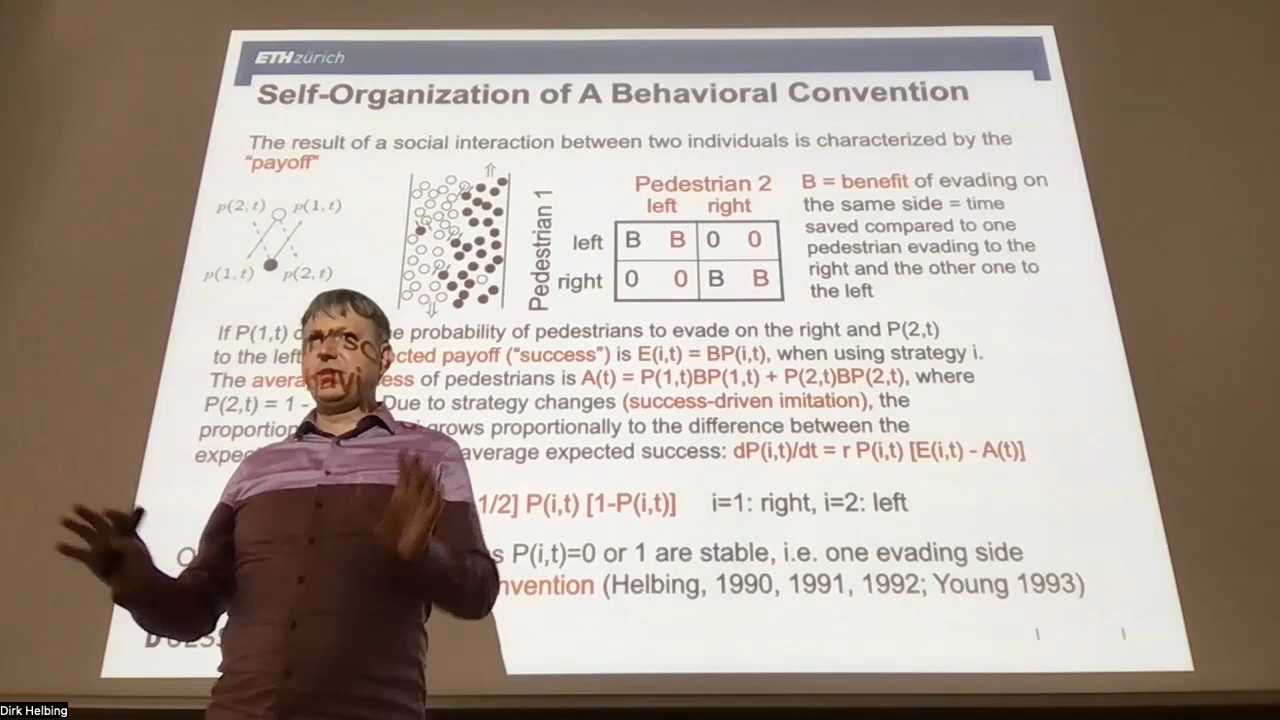 ETH zürich
Self-Organization of A Behavioral Convention
The result of a social interaction between two individuals is characterized by the
"payoff"
p(2,t) p(1,t)
p(1,t) p(2,t)
Pedestrian 1
Pedestrian 2
left right
left B B 0 0
right 0 0 B B
B = benefit of evading on
the same side = time
saved compared to one
pedestrian evading to the
right and the other one to
the left
If P(1,t) probability of pedestrians to evade on the right and P(2,t)
to the left payoff ("success") is E(i,t) = BP(i,t), when using strategy i.
The of pedestrians is A(t) = P(1,t)BP(1,t) + P(2,t)BP(2,t), where
P(2,t) = 1 - Due to strategy changes (success-driven imitation), the
grows proportionally to the difference between the
average expected success: dP(i,t)/dt = r P(i,t) [E(i,t) - A(t)]
1/2] P(i,t) [1-P(i,t)] i=1: right, i=2: left
P(i,t)=0 or 1 are stable, i.e. one evading side
(Helbing, 1990, 1991, 1992; Young 1993)
Dirk Helbing